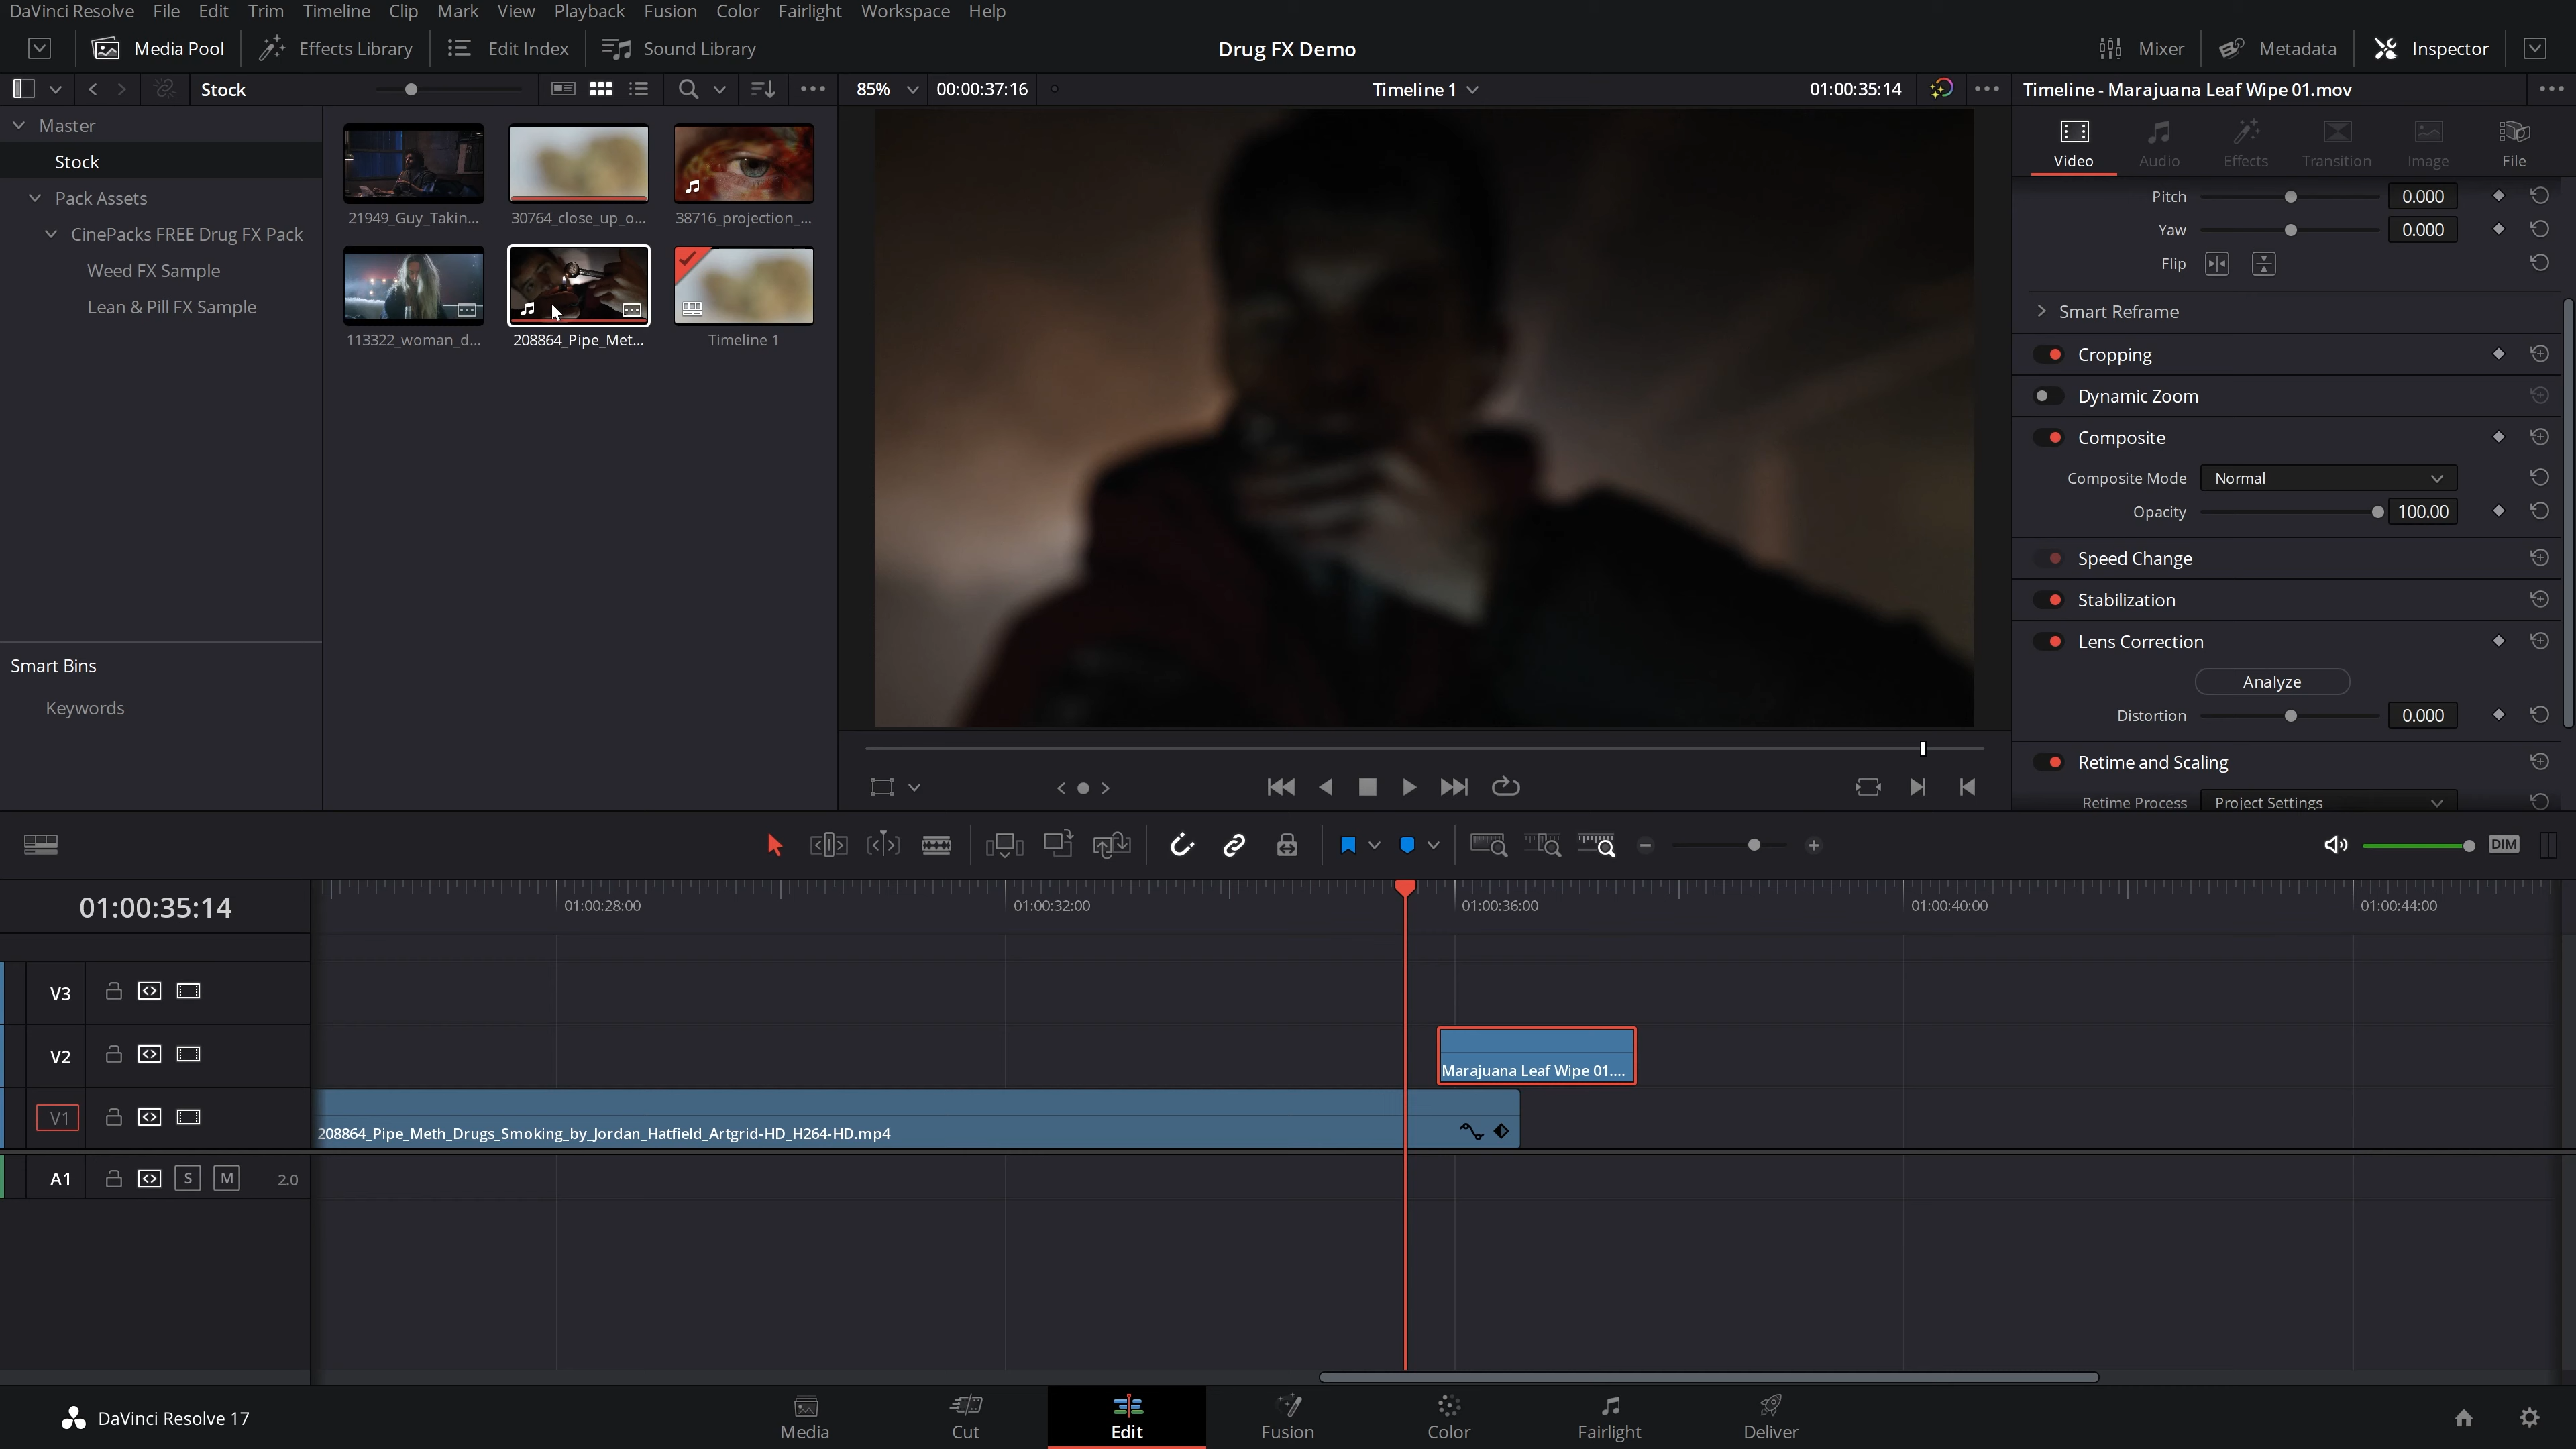 DaVinci Resolve File Edit Trim Timeline Clip Mark View Playback Fusion Color Fairlight Workspace Help
Media Pool Effects Library Edit Index Sound Library Drug FX Demo Mixer Metadata Inspector
Stock 85% 00:00:37:16 Timeline 1 01:00:35:14 Timeline - Marajuana Leaf Wipe 01.mov
Master
Stock
Pack Assets
CinePacks FREE Drug FX Pack
Weed FX Sample
Lean & Pill FX Sample
Smart Bins
Keywords
21949_Guy_Takin... 30764_close_up_o... 38716_projection_...
113322_woman_d... 208864_Pipe_Met... Timeline 1
Video Audio Effects Transition Image File
Pitch 0.000
Yaw 0.000
Flip
Smart Reframe
Cropping
Dynamic Zoom
Composite
Composite Mode Normal
Opacity 100.00
Speed Change
Stabilization
Lens Correction
Analyze
Distortion 0.000
Retime and Scaling
Retime Process Project Settings
DIM
01:00:35:14 01:00:28:00 01:00:32:00 01:00:36:00 01:00:40:00 01:00:44:00
V3
V2 Marajuana Leaf Wipe 01....
V1 208864_Pipe_Meth_Drugs_Smoking_by_Jordan_Hatfield_Artgrid-HD_H264-HD.mp4
A1 S M 2.0
DaVinci Resolve 17 Media Cut Edit Fusion Color Fairlight Deliver